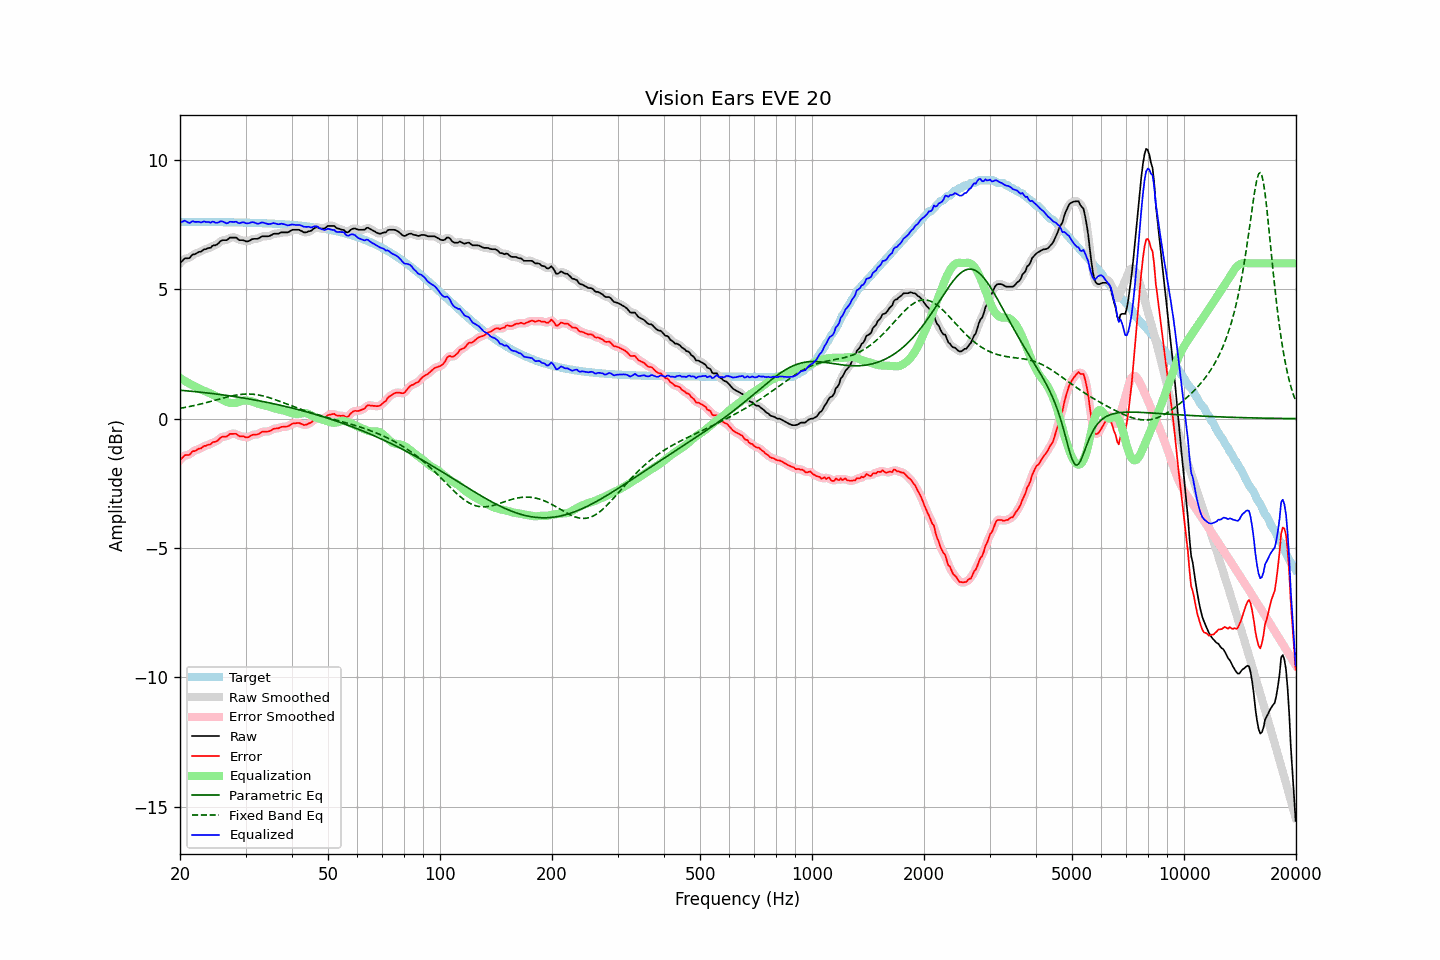 Vision Ears EVE 20
Amplitude (dBr)
10
5
0
−5
−10
−15
Target
Raw Smoothed
Error Smoothed
Raw
Error
Equalization
Parametric Eq
Fixed Band Eq
Equalized
20
50
100
200
500
1000
2000
5000
10000
20000
Frequency (Hz)